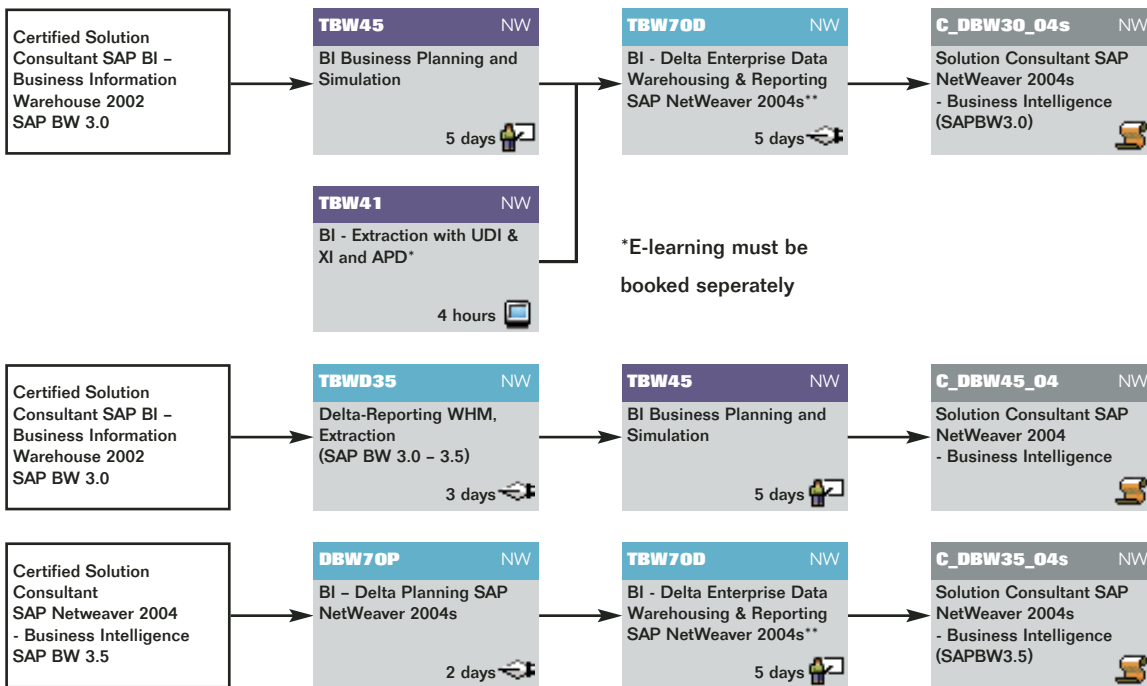 Certified Solution
Consultant SAP BI –
Business Information
Warehouse 2002
SAP BW 3.0
TBW45 NW
BI Business Planning and
Simulation
5 days
TBW70D NW
BI - Delta Enterprise Data
Warehousing & Reporting
SAP NetWeaver 2004s**
5 days
C_DBW30_04s NW
Solution Consultant SAP
NetWeaver 2004s
- Business Intelligence
(SAPBW3.0)
TBW41 NW
BI - Extraction with UDI &
XI and APD*
4 hours
*E-learning must be
booked seperately
Certified Solution
Consultant SAP BI –
Business Information
Warehouse 2002
SAP BW 3.0
TBWD35 NW
Delta-Reporting WHM,
Extraction
(SAP BW 3.0 – 3.5)
3 days
TBW45 NW
BI Business Planning and
Simulation
5 days
C_DBW45_04 NW
Solution Consultant SAP
NetWeaver 2004
- Business Intelligence
Certified Solution
Consultant
SAP Netweaver 2004
- Business Intelligence
SAP BW 3.5
DBW70P NW
BI – Delta Planning SAP
NetWeaver 2004s
2 days
TBW70D NW
BI - Delta Enterprise Data
Warehousing & Reporting
SAP NetWeaver 2004s**
5 days
C_DBW35_04s NW
Solution Consultant SAP
NetWeaver 2004s
- Business Intelligence
(SAPBW3.5)